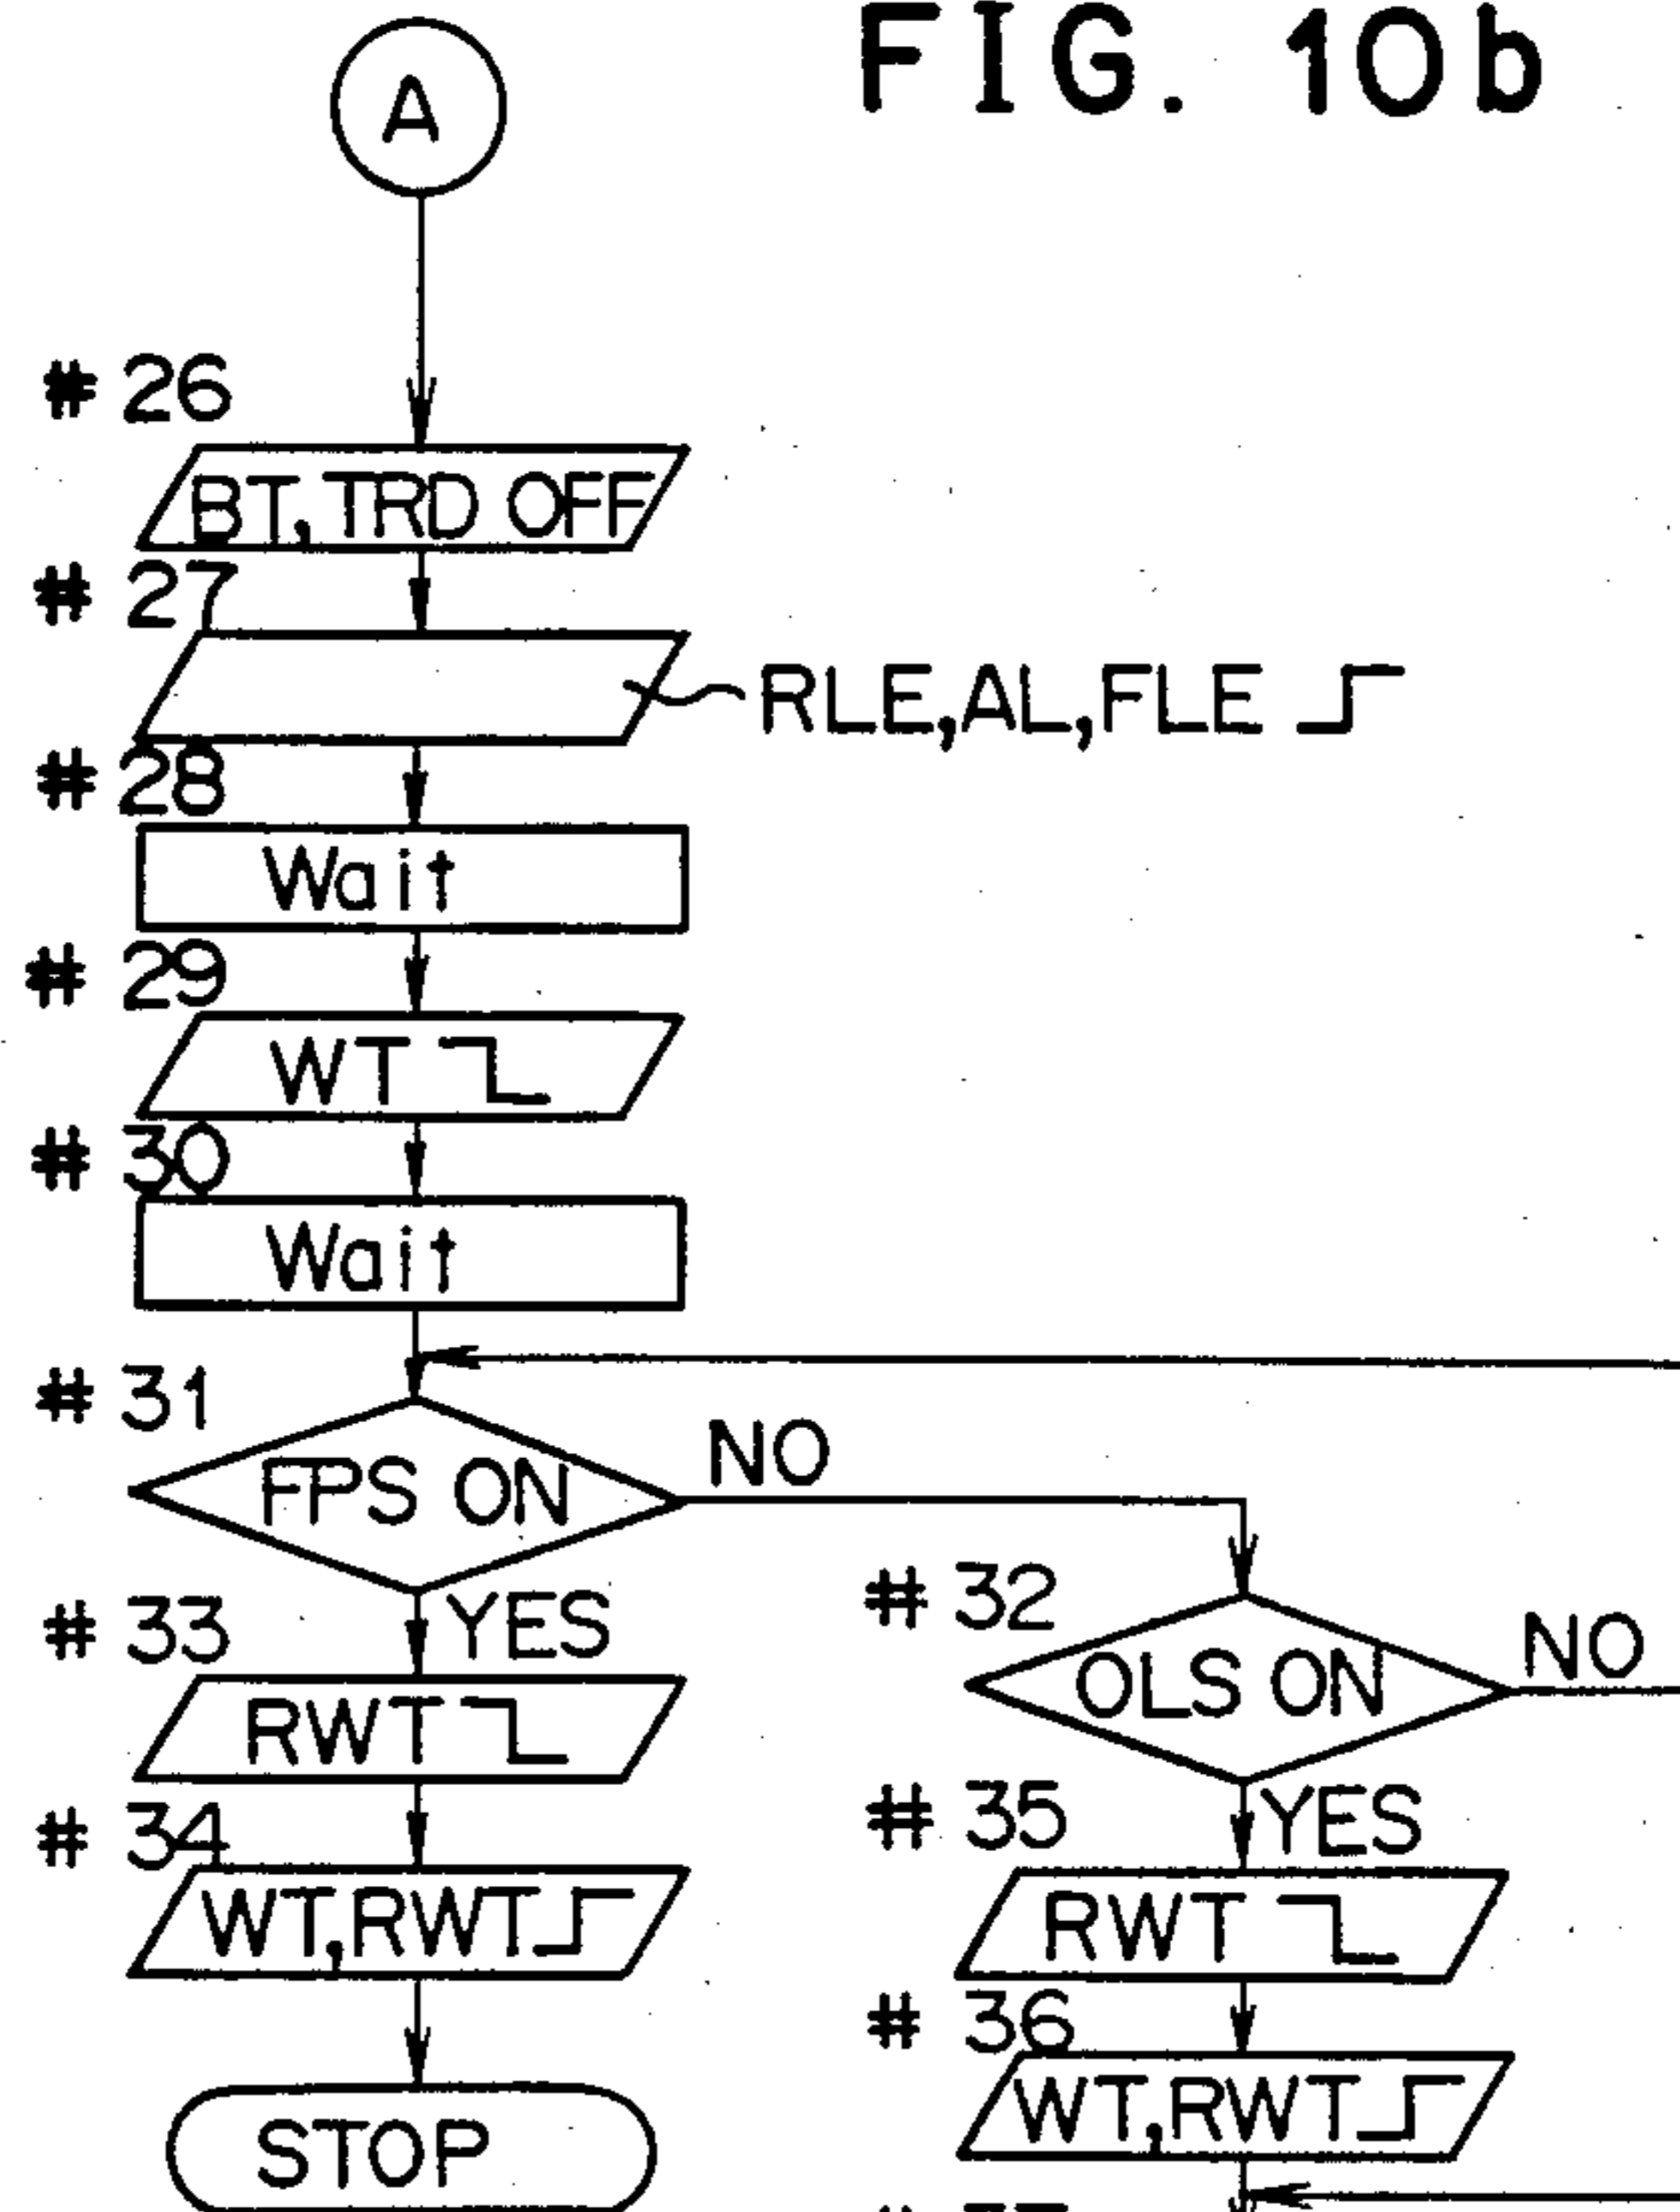 FIG. 10b
A
#26
BT, TRD OFF
#27
RLE, AL, FLE
#28
Wait
#29
WT
#30
Wait
#31
FPS ON
NO
YES
#32
OLS ON
NO
YES
#33
RWT
#34
WT, RWT
STOP
#35
RWT
#36
WT, RWT